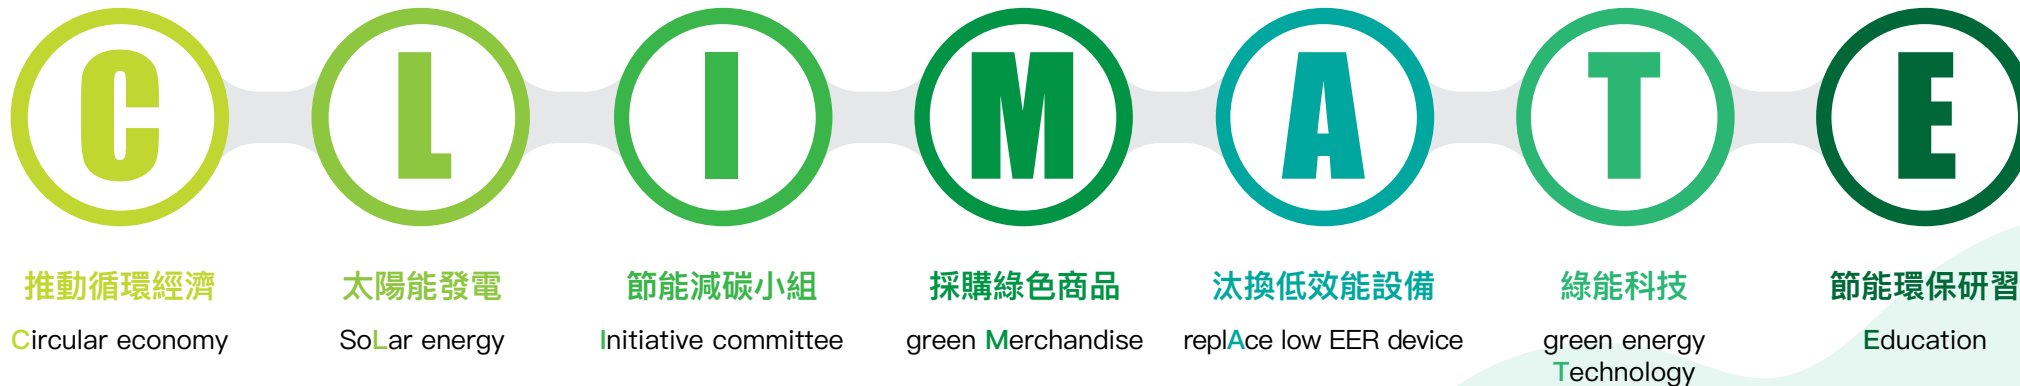 C L I M A T E
推動循環經濟
Circular economy
太陽能發電
SoLar energy
節能減碳小組
Initiative committee
採購綠色商品
green Merchandise
汰換低效能設備
replAce low EER device
綠能科技
green energy
Technology
節能環保研習
Education